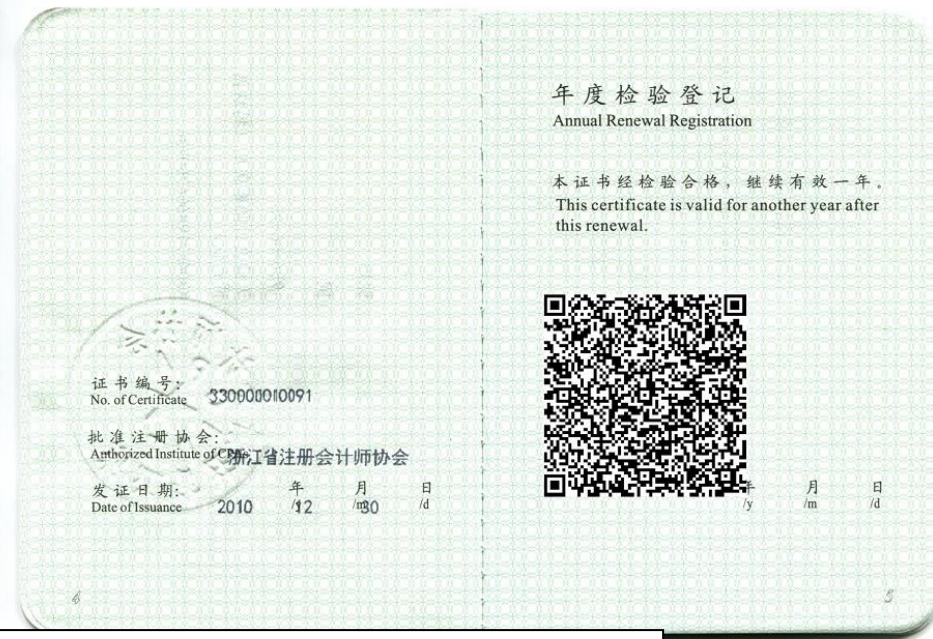 证书编号:
No. of Certificate 330000010091
批准注册协会:
Authorized Institute of CPAs 浙江省注册会计师协会
发证日期: 年 月 日
Date of Issuance 2010 /y 12 /m 30 /d
4
年度检验登记
Annual Renewal Registration
本证书经检验合格，继续有效一年。
This certificate is valid for another year after
this renewal.
年 月 日
/y /m /d
5